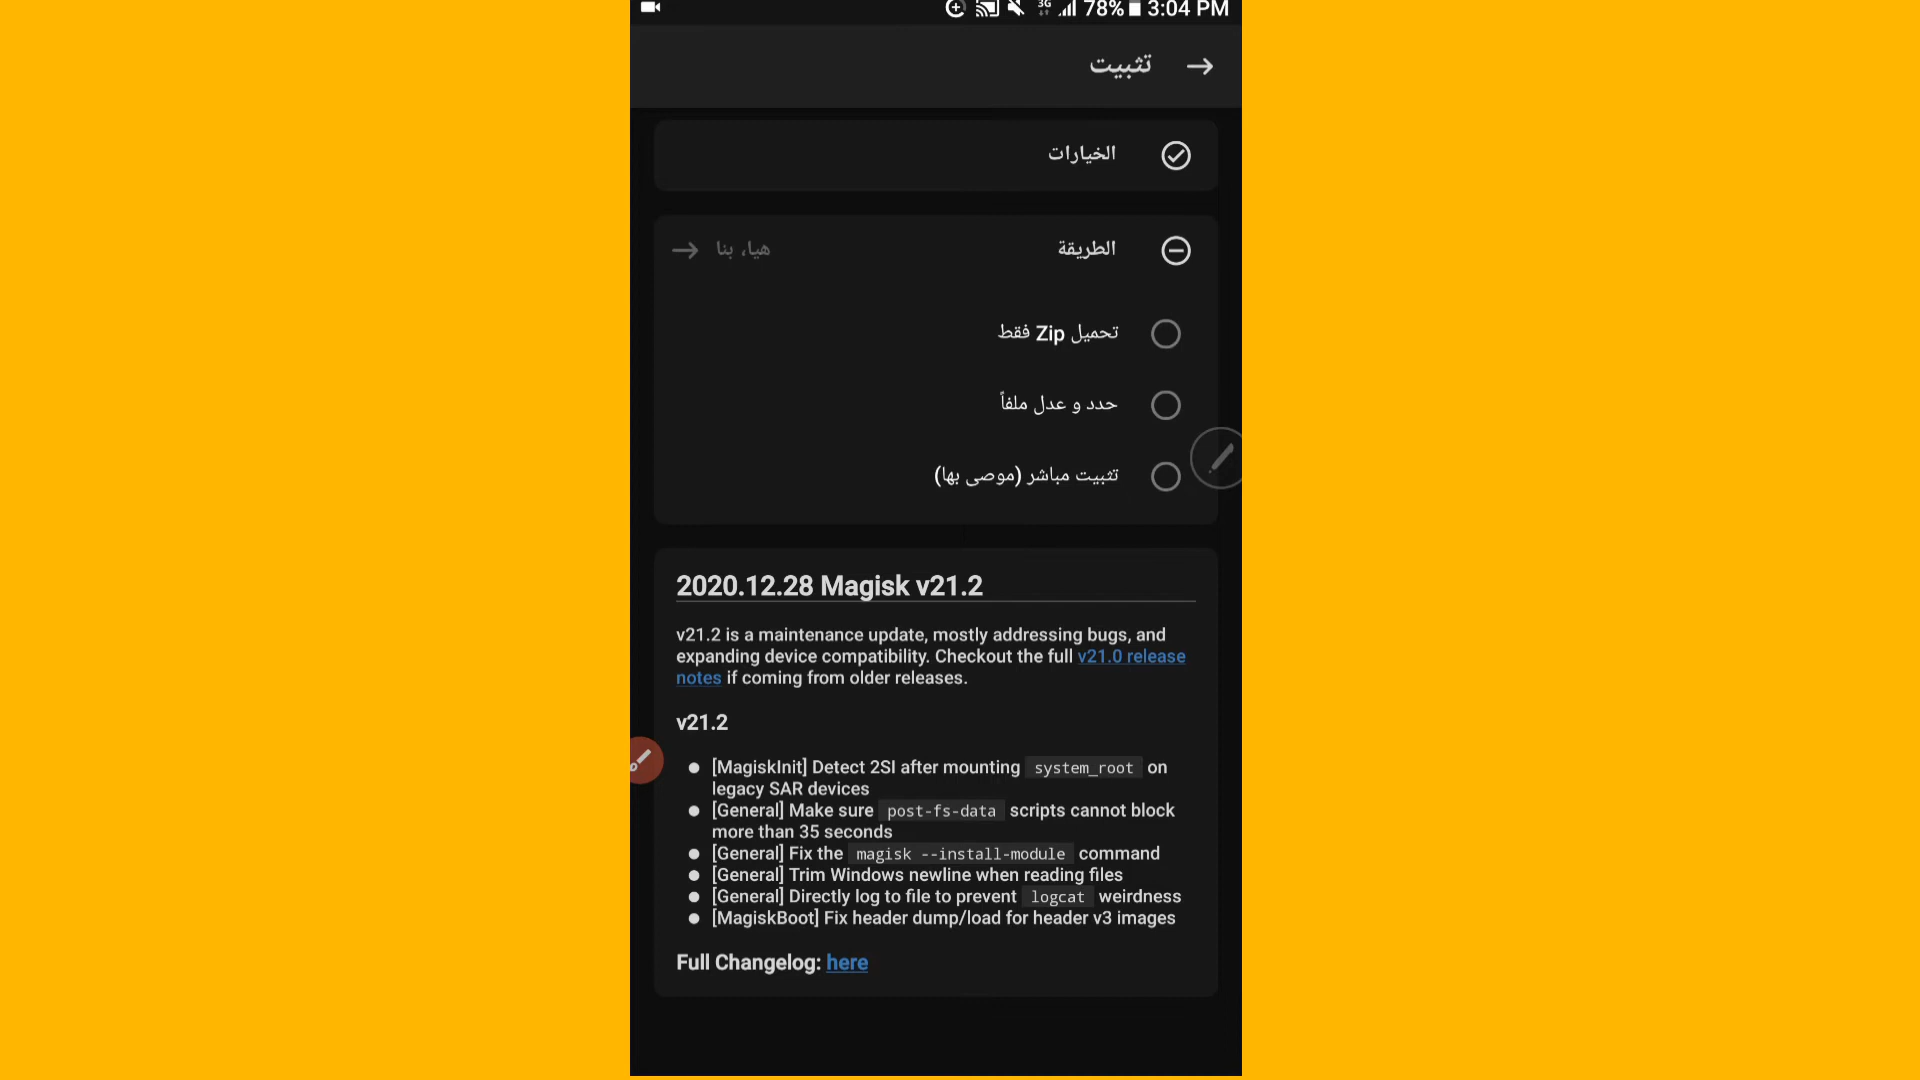 3G 78% 3:04 PM
تثبيت
الخيارات
الطريقة
هيا، بنا
تحميل Zip فقط
حدد و عدل ملفاً
تثبيت مباشر (موصى بها)
2020.12.28 Magisk v21.2
v21.2 is a maintenance update, mostly addressing bugs, and
expanding device compatibility. Checkout the full v21.0 release
notes if coming from older releases.
v21.2
[MagiskInit] Detect 2SI after mounting system_root on
legacy SAR devices
[General] Make sure post-fs-data scripts cannot block
more than 35 seconds
[General] Fix the magisk --install-module command
[General] Trim Windows newline when reading files
[General] Directly log to file to prevent logcat weirdness
[MagiskBoot] Fix header dump/load for header v3 images
Full Changelog: here